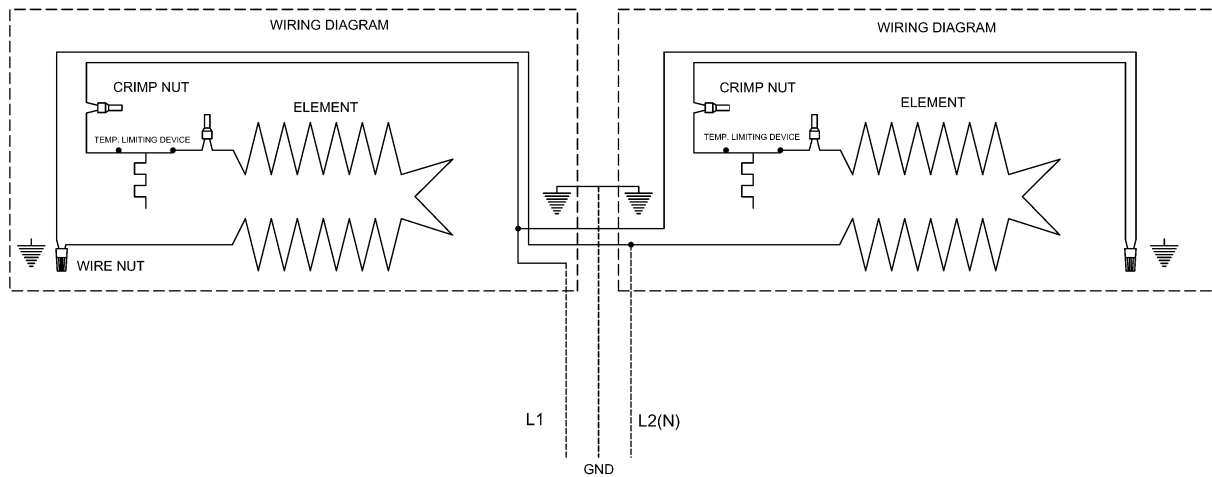 WIRING DIAGRAM
CRIMP NUT
ELEMENT
TEMP. LIMITING DEVICE
WIRE NUT
WIRING DIAGRAM
CRIMP NUT
ELEMENT
TEMP. LIMITING DEVICE
L1
L2(N)
GND